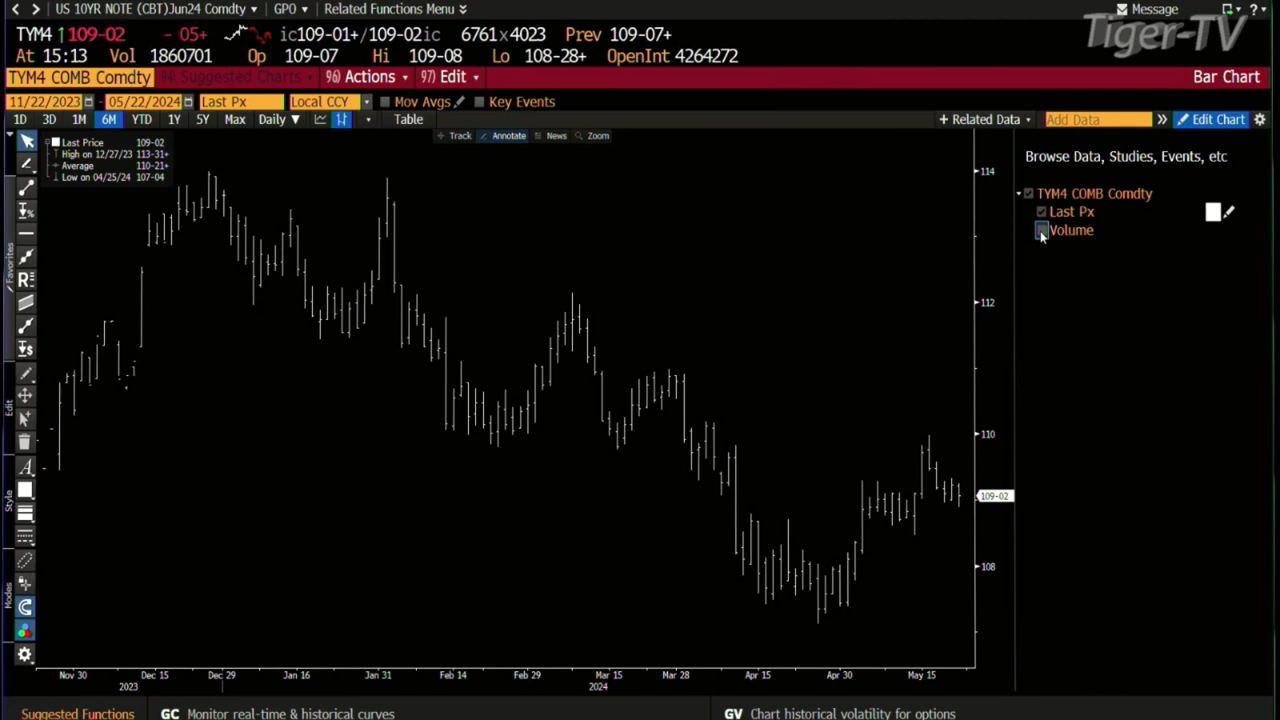 US 10YR NOTE (CBT)Jun24 Comdty GPO Related Functions Menu Message
Tiger-TV
TYM4 109-02 - 05+ ic109-01+/109-02ic 6761x4023 Prev 109-07+
At 15:13 Vol 1860701 Op 109-07 Hi 109-08 Lo 108-28+ OpenInt 4264272
TYM4 COMB Comdty 94) Suggested Charts 96) Actions 97) Edit Bar Chart
11/22/2023 - 05/22/2024 Last Px Local CCY Mov Avgs Key Events
1D 3D 1M 6M YTD 1Y 5Y Max Daily Table + Related Data Add Data Edit Chart
Track Annotate News Zoom
Last Price 109-02
High on 12/27/23 113-31+
Average 110-21+
Low on 04/25/24 107-04
Browse Data, Studies, Events, etc
TYM4 COMB Comdty
Last Px
Volume
Favorites
Edit
Style
Modes
114
112
110
109-02
108
Nov 30 Dec 15 Dec 29 Jan 16 Jan 31 Feb 14 Feb 29 Mar 15 Mar 28 Apr 15 Apr 30 May 15
2023 2024
Suggested Functions GC Monitor real-time & historical curves GV Chart historical volatility for options